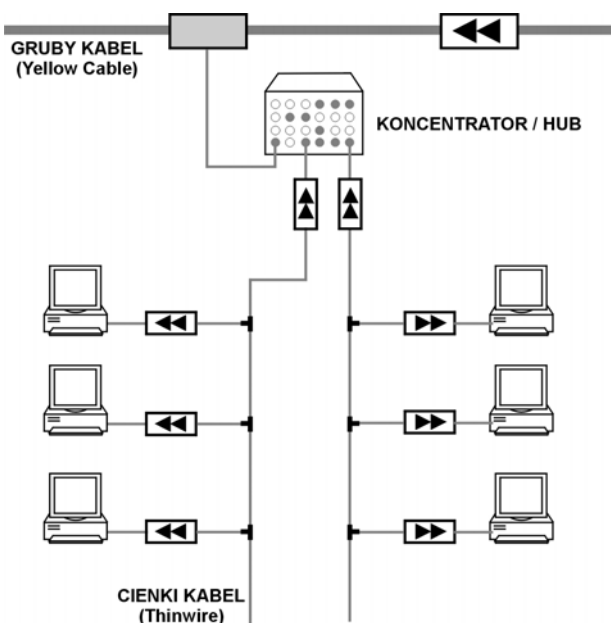 GRUBY KABEL
(Yellow Cable)
KONCENTRATOR / HUB
CIENKI KABEL
(Thinwire)